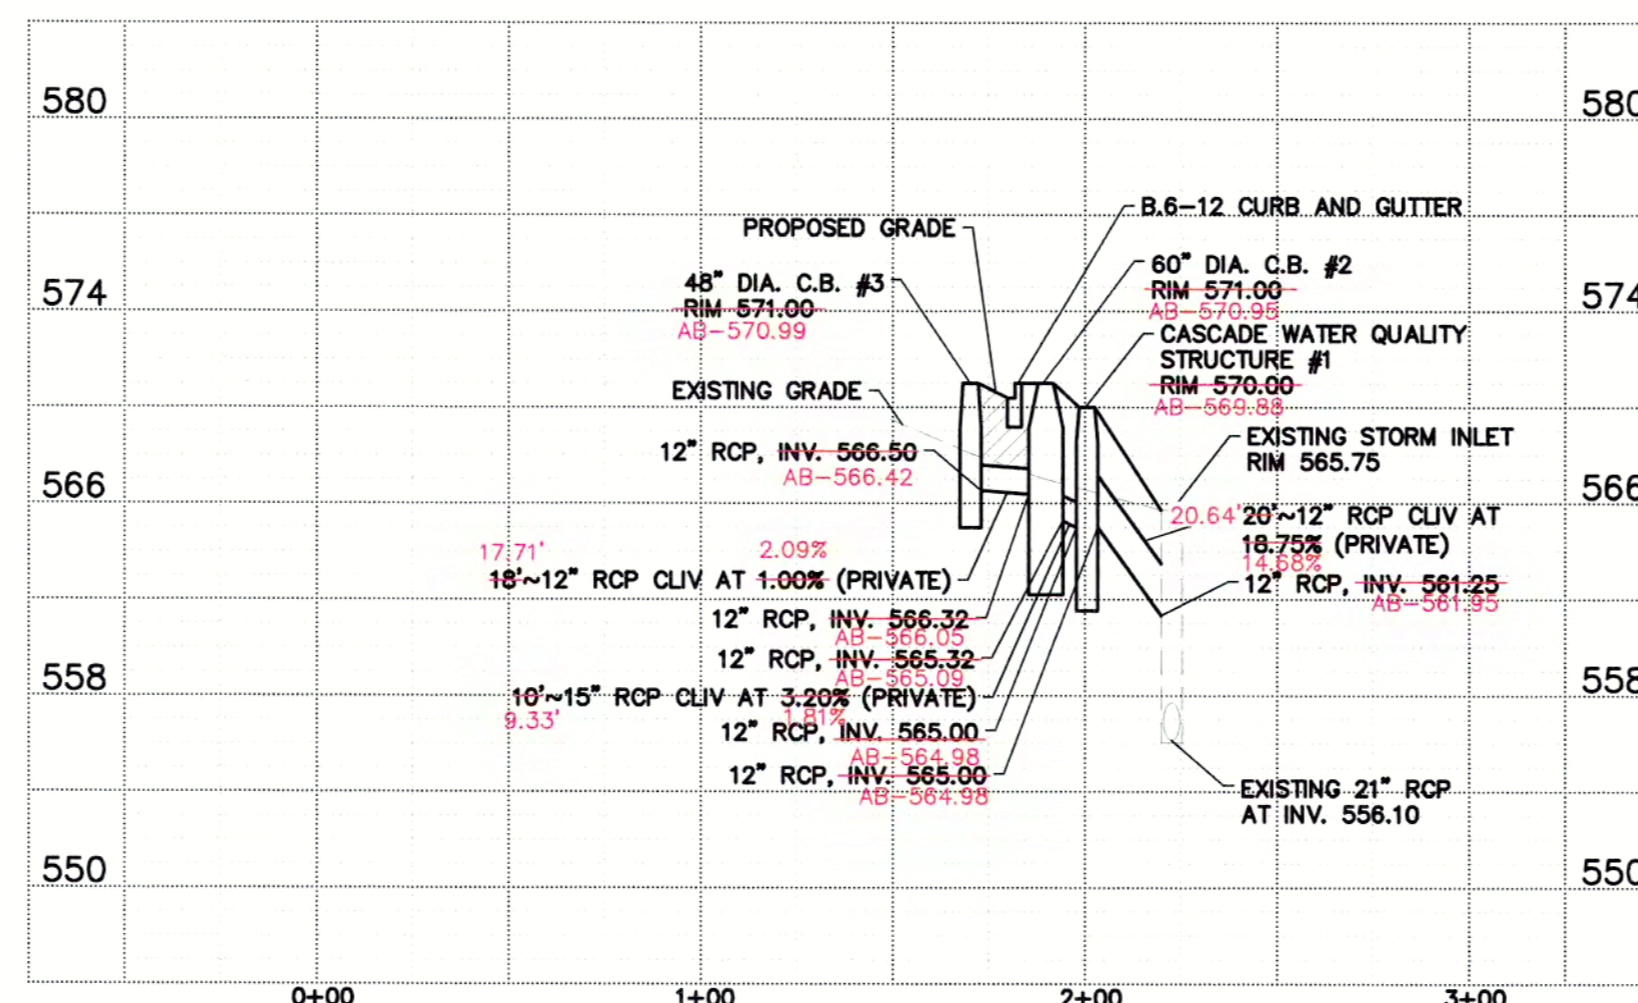 580
580
B.6-12 CURB AND GUTTER
PROPOSED GRADE
60" DIA. C.B. #2
RIM 571.00
AB-570.95
48" DIA. C.B. #3
RIM 571.00
AB-570.99
574
574
CASCADE WATER QUALITY
STRUCTURE #1
RIM 570.00
AB-569.88
EXISTING GRADE
EXISTING STORM INLET
RIM 565.75
12" RCP, INV. 566.50
AB-566.42
566
566
20.64' 20'~12" RCP CLIV AT
18.75% (PRIVATE)
14.68%
17.71'
2.09%
18'~12" RCP CLIV AT 1.00% (PRIVATE)
12" RCP, INV. 561.25
AB-561.95
12" RCP, INV. 566.32
AB-566.05
12" RCP, INV. 565.32
AB-565.09
558
558
10'~15" RCP CLIV AT 3.20% (PRIVATE)
9.33'
1.81%
12" RCP, INV. 565.00
AB-564.98
12" RCP, INV. 565.00
AB-564.98
EXISTING 21" RCP
AT INV. 556.10
550
550
0+00
1+00
2+00
3+00